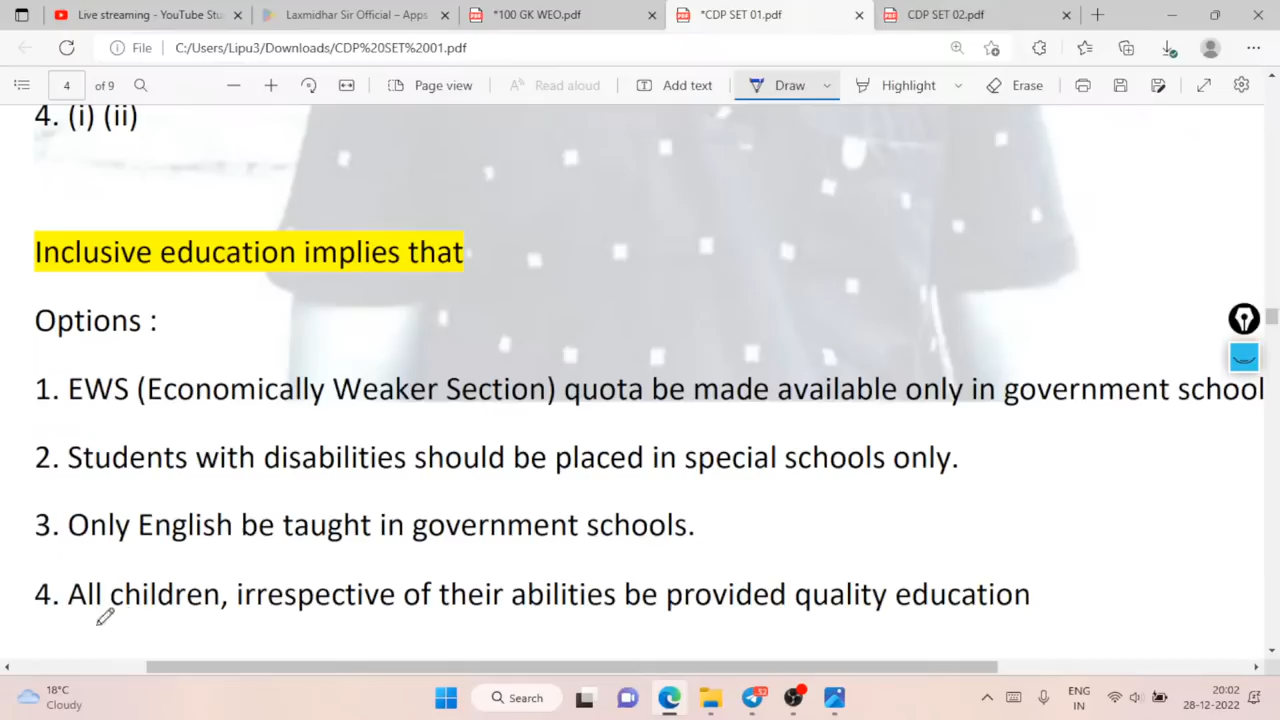 Live streaming - YouTube Stu
Laxmidhar Sir Official – Apps
*100 GK WEO.pdf
*CDP SET 01.pdf
CDP SET 02.pdf
File
C:/Users/Lipu3/Downloads/CDP%20SET%2001.pdf
4 of 9
Page view
Read aloud
Add text
Draw
Highlight
Erase
4. (i) (ii)
Inclusive education implies that
Options :
1. EWS (Economically Weaker Section) quota be made available only in government school
2. Students with disabilities should be placed in special schools only.
3. Only English be taught in government schools.
4. All children, irrespective of their abilities be provided quality education
18°C
Cloudy
Search
ENG
IN
20:02
28-12-2022